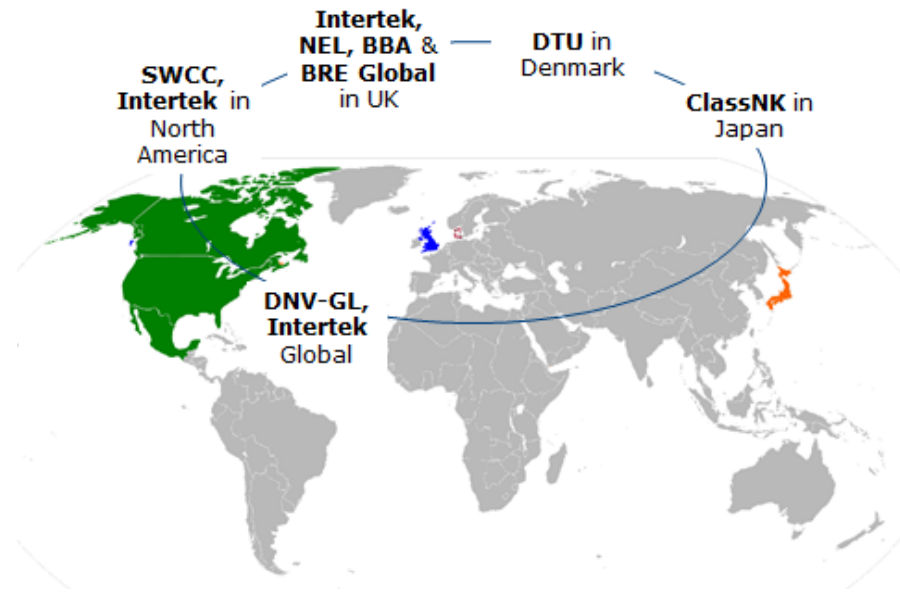 Intertek,
NEL, BBA &
BRE Global
in UK
DTU in
Denmark
SWCC,
Intertek in
North
America
ClassNK in
Japan
DNV-GL,
Intertek
Global